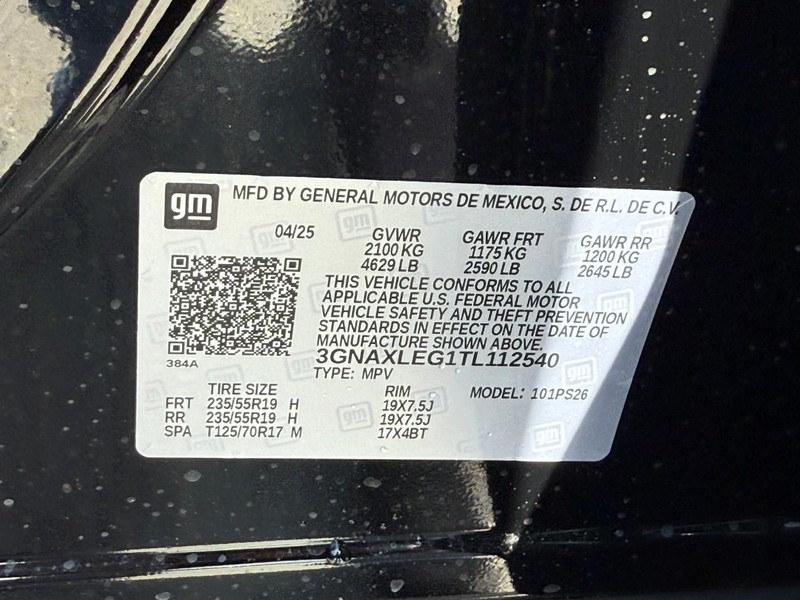 gm MFD BY GENERAL MOTORS DE MEXICO, S. DE R.L. DE C.V.
04/25 GVWR GAWR FRT GAWR RR
2100 KG 1175 KG 1200 KG
4629 LB 2590 LB 2645 LB
THIS VEHICLE CONFORMS TO ALL
APPLICABLE U.S. FEDERAL MOTOR
VEHICLE SAFETY AND THEFT PREVENTION
STANDARDS IN EFFECT ON THE DATE OF
MANUFACTURE SHOWN ABOVE.
384A 3GNAXLEG1TL112540
TYPE: MPV
TIRE SIZE RIM MODEL: 101PS26
FRT 235/55R19 H 19X7.5J
RR 235/55R19 H 19X7.5J
SPA T125/70R17 M 17X4BT